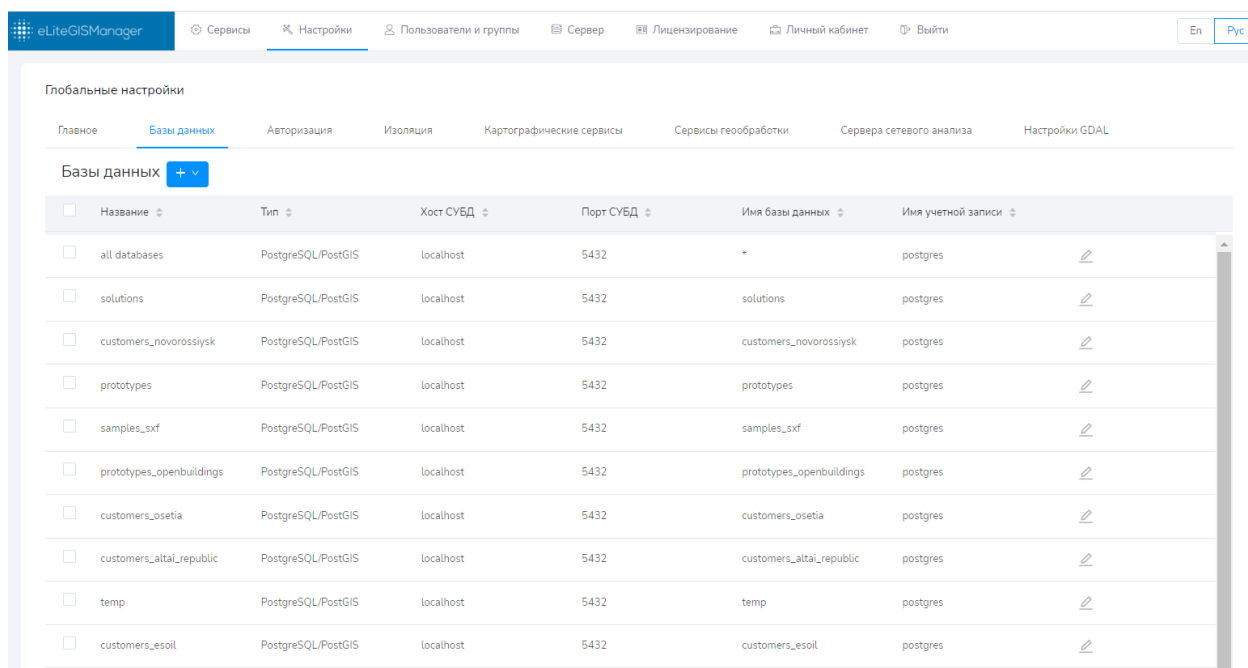 eLiteGISManager Сервисы Настройки Пользователи и группы Сервер Лицензирование Личный кабинет Выйти En Рус
Глобальные настройки
Главное Базы данных Авторизация Изоляция Картографические сервисы Сервисы геообработки Сервера сетевого анализа Настройки GDAL
Базы данных +
Название Тип Хост СУБД Порт СУБД Имя базы данных Имя учетной записи
all databases PostgreSQL/PostGIS localhost 5432 * postgres
solutions PostgreSQL/PostGIS localhost 5432 solutions postgres
customers_novorossiysk PostgreSQL/PostGIS localhost 5432 customers_novorossiysk postgres
prototypes PostgreSQL/PostGIS localhost 5432 prototypes postgres
samples_sxf PostgreSQL/PostGIS localhost 5432 samples_sxf postgres
prototypes_openbuildings PostgreSQL/PostGIS localhost 5432 prototypes_openbuildings postgres
customers_osetia PostgreSQL/PostGIS localhost 5432 customers_osetia postgres
customers_altai_republic PostgreSQL/PostGIS localhost 5432 customers_altai_republic postgres
temp PostgreSQL/PostGIS localhost 5432 temp postgres
customers_esoil PostgreSQL/PostGIS localhost 5432 customers_esoil postgres